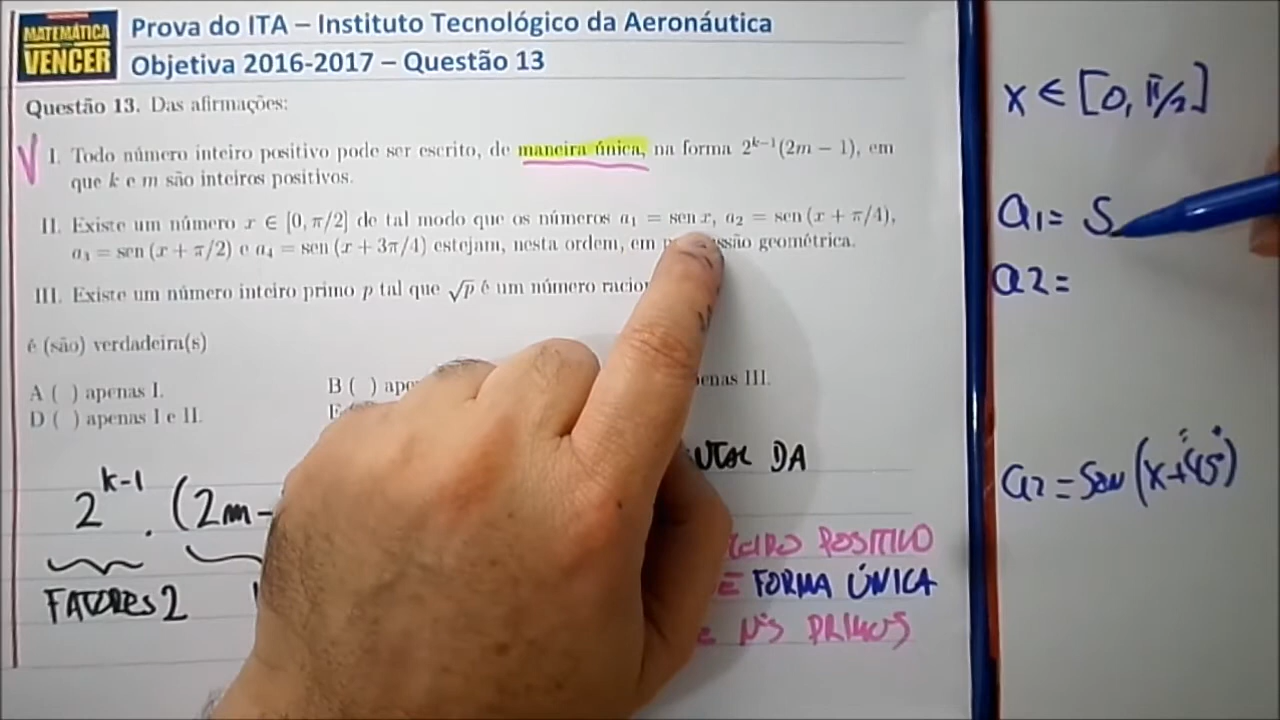 MATEMÁTICA
VENCER
Prova do ITA – Instituto Tecnológico da Aeronáutica
Objetiva 2016-2017 – Questão 13
Questão 13. Das afirmações:
V I. Todo número inteiro positivo pode ser escrito, de maneira única, na forma 2^{k-1}(2m − 1), em
que k e m são inteiros positivos.
II. Existe um número x ∈ [0, π/2] de tal modo que os números a₁ = sen x, a₂ = sen (x + π/4),
a₃ = sen (x + π/2) e a₄ = sen (x + 3π/4) estejam, nesta ordem, em geométrica.
III. Existe um número inteiro primo p tal que √p é um número
é (são) verdadeira(s)
A ( ) apenas I.
B ( )
III.
D ( ) apenas I e II.
2^{k-1} . (2m-
FATORES 2
DA
POSITIVO
E FORMA ÚNICA
NºS PRIMOS
x ∈ [0, π/2]
a1 = S
a2 =
a2 = Sen (x+45°)